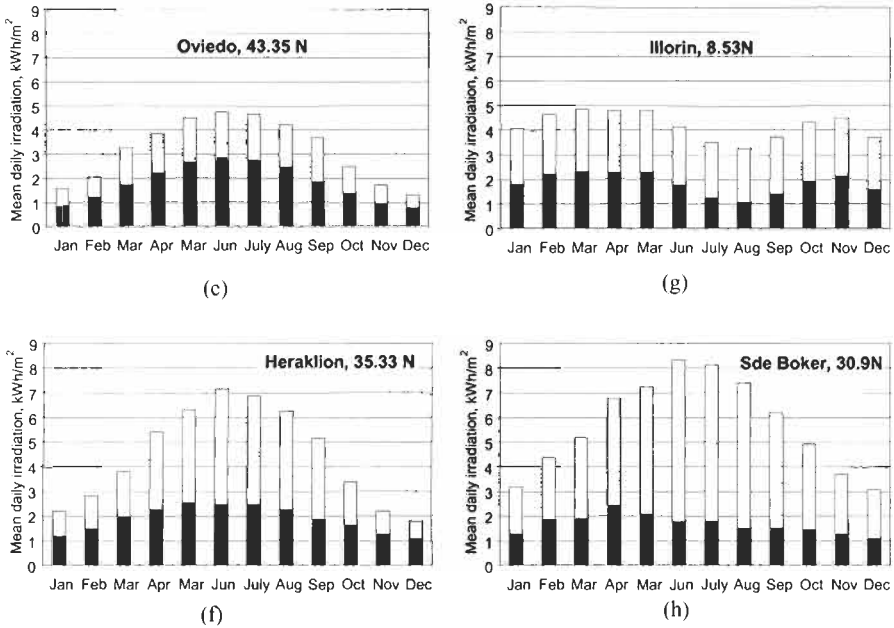 Mean daily irradiation, kWh/m²
9
8
7
6
5
4
3
2
1
0
Oviedo, 43.35 N
Jan Feb Mar Apr Mar Jun July Aug Sep Oct Nov Dec
(c)
Mean daily irradiation, kWh/m²
9
8
7
6
5
4
3
2
1
0
Illorin, 8.53N
Jan Feb Mar Apr Mar Jun July Aug Sep Oct Nov Dec
(g)
Mean daily irradiation, kWh/m²
9
8
7
6
5
4
3
2
1
0
Heraklion, 35.33 N
Jan Feb Mar Apr Mar Jun July Aug Sep Oct Nov Dec
(f)
Mean daily irradiation, kWh/m²
9
8
7
6
5
4
3
2
1
0
Sde Boker, 30.9N
Jan Feb Mar Apr Mar Jun July Aug Sep Oct Nov Dec
(h)